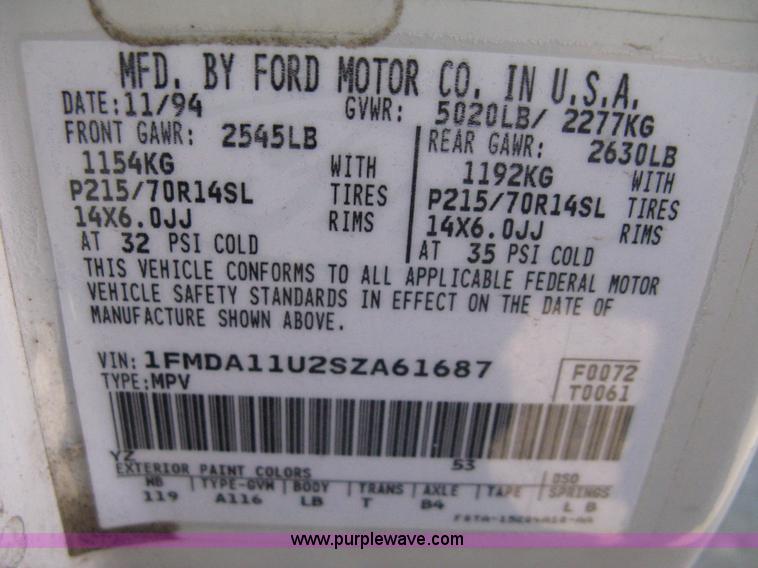 MFD. BY FORD MOTOR CO. IN U.S.A.
DATE: 11/94 GVWR: 5020LB/ 2277KG
FRONT GAWR: 2545LB REAR GAWR: 2630LB
1154KG WITH 1192KG WITH
P215/70R14SL TIRES P215/70R14SL TIRES
14X6.0JJ RIMS 14X6.0JJ RIMS
AT 32 PSI COLD AT 35 PSI COLD
THIS VEHICLE CONFORMS TO ALL APPLICABLE FEDERAL MOTOR
VEHICLE SAFETY STANDARDS IN EFFECT ON THE DATE OF
MANUFACTURE SHOWN ABOVE.
VIN: 1FMDA11U2SZA61687 F0072
TYPE: MPV T0061
YZ 53
EXTERIOR PAINT COLORS DSO
WB TYPE-GVW BODY TRANS AXLE TAPE SPRINGS
119 A116 LB T B4 L B
www.purplewave.com